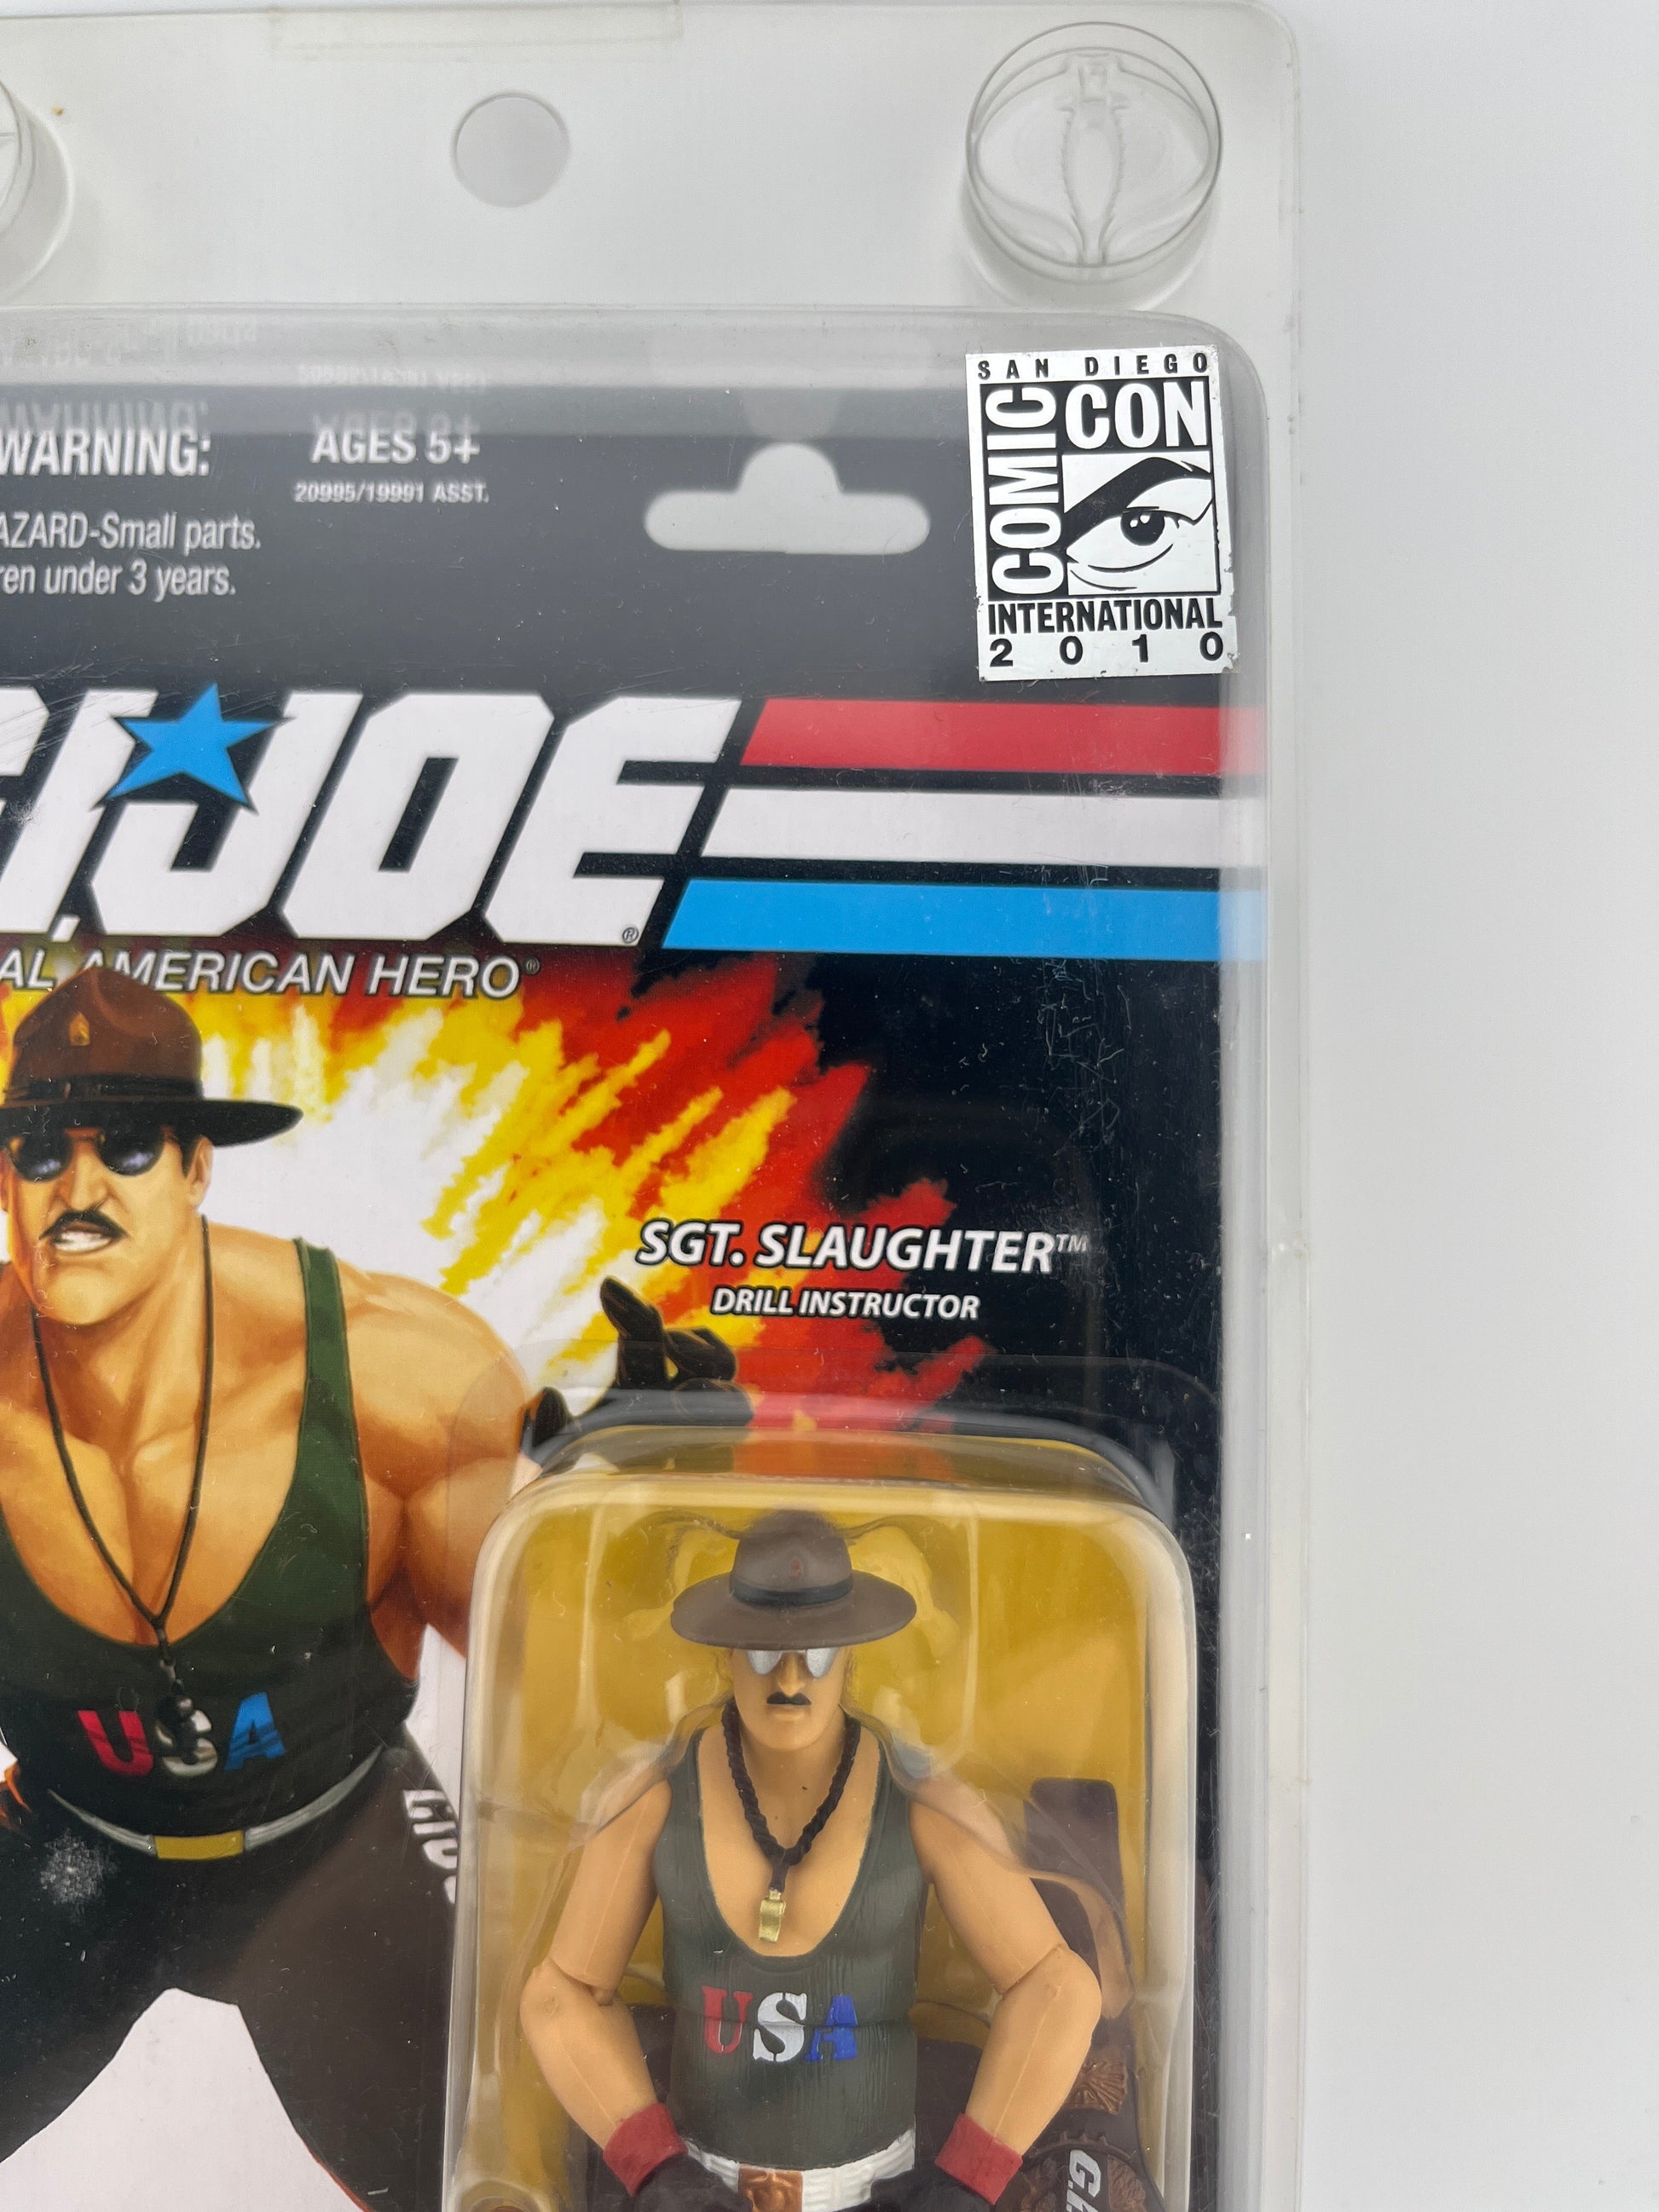 SAN DIEGO
COMIC CON
INTERNATIONAL
2010
WARNING:
AGES 5+
20995/19991 ASST.
AZARD-Small parts.
ren under 3 years.
G.I.JOE®
AL AMERICAN HERO®
SGT. SLAUGHTER™
DRILL INSTRUCTOR
USA
USA